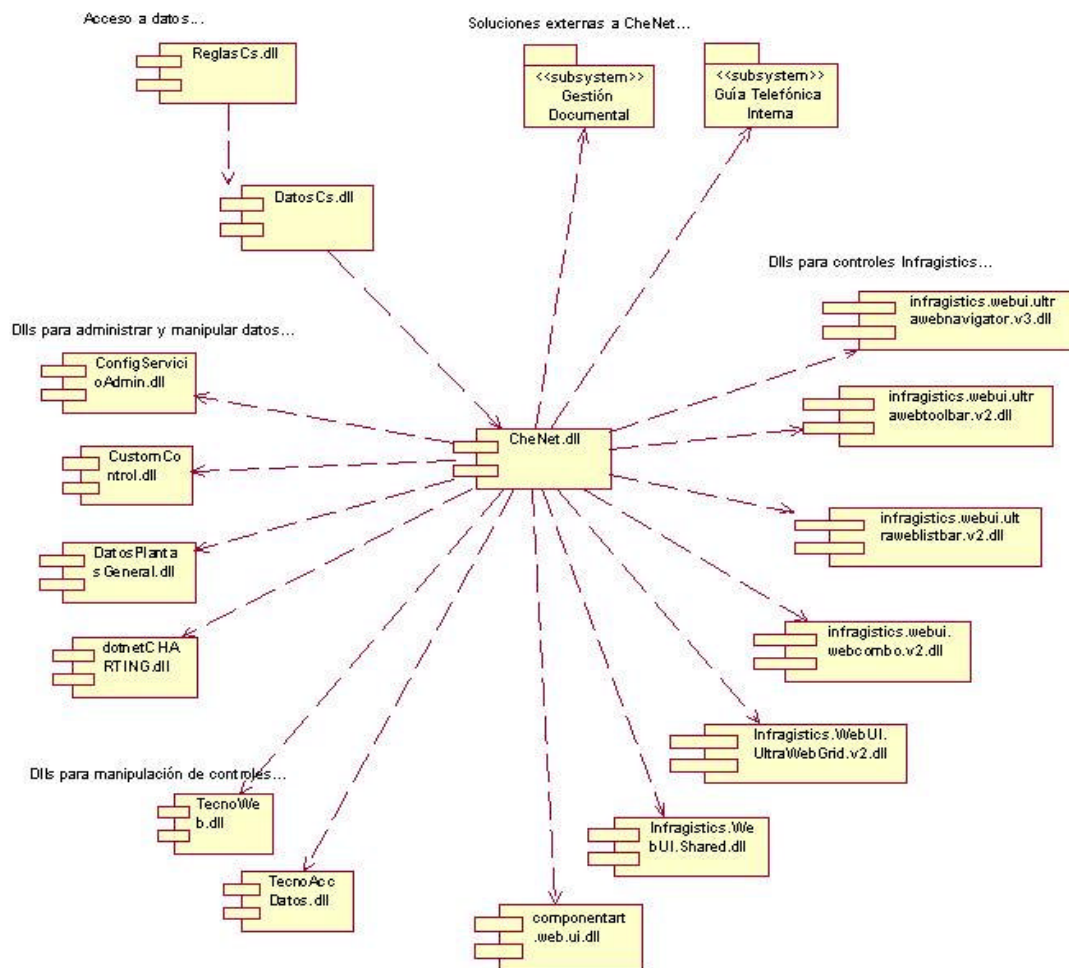 Acceso a datos...
Soluciones externas a CheNet...
ReglasCs.dll
<<subsystem>>
Gestión
Documental
<<subsystem>>
Guía Telefónica
Interna
DatosCs.dll
Dlls para controles Infragistics...
infragistics.webui.ultr
awebnavigator.v3.dll
Dlls para administrar y manipular datos...
ConfigServici
oAdmin.dll
infragistics.webui.ultr
awebtoolbar.v2.dll
CheNet.dll
CustomCo
ntrol.dll
infragistics.webui.ult
raweblistbar.v2.dll
DatosPlanta
sGeneral.dll
infragistics.webui.
webcombo.v2.dll
dotnetCHA
RTING.dll
Infragistics.WebUI.
UltraWebGrid.v2.dll
Dlls para manipulación de controles...
TecnoWe
b.dll
Infragistics.We
bUI.Shared.dll
TecnoAcc
Datos.dll
componentart
.web.ui.dll